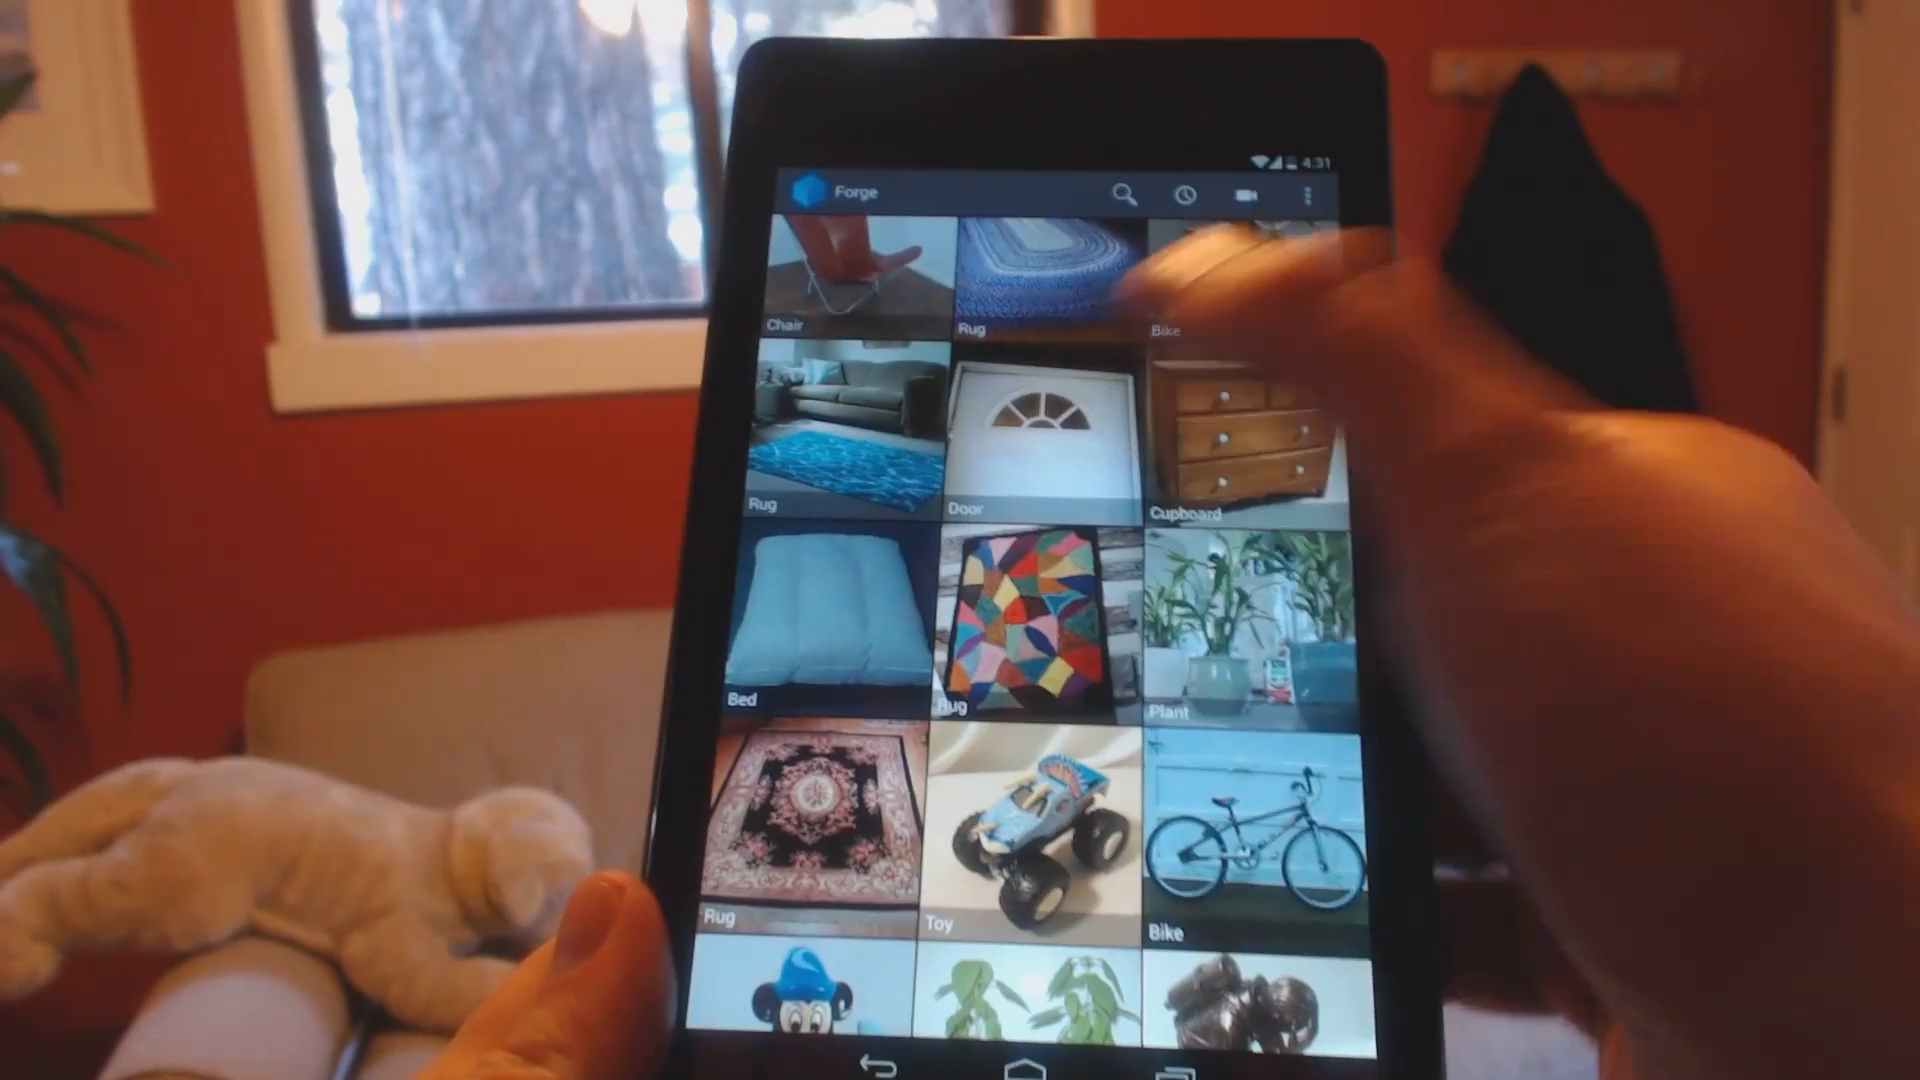 4:31
Forge
Chair
Rug
Bike
Rug
Door
Cupboard
Bed
Rug
Plant
Rug
Toy
Bike